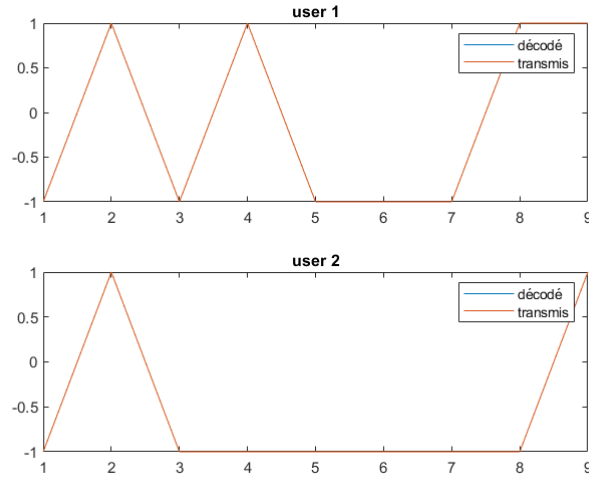 user 1
décodé
transmis
1
0.5
0
-0.5
-1
1 2 3 4 5 6 7 8 9
user 2
décodé
transmis
1
0.5
0
-0.5
-1
1 2 3 4 5 6 7 8 9